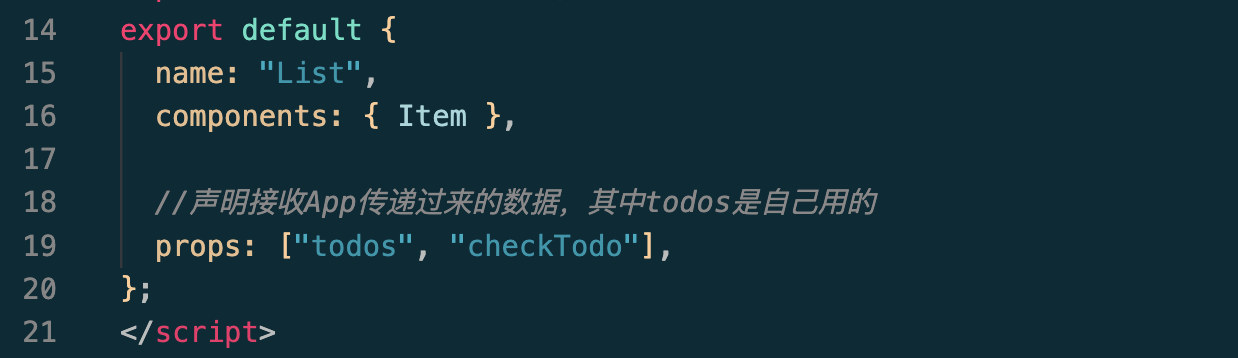 14 export default {
15 name: "List",
16 components: { Item },
17
18 //声明接收App传递过来的数据，其中todos是自己用的
19 props: ["todos", "checkTodo"],
20 };
21 </script>